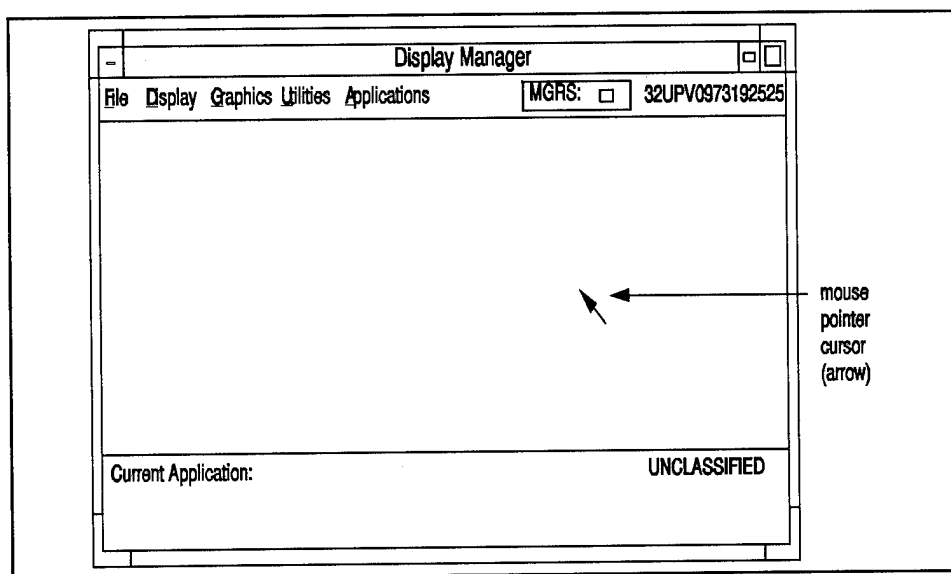 Display Manager
File Display Graphics Utilities Applications MGRS: 32UPV0973192525
mouse
pointer
cursor
(arrow)
Current Application: UNCLASSIFIED